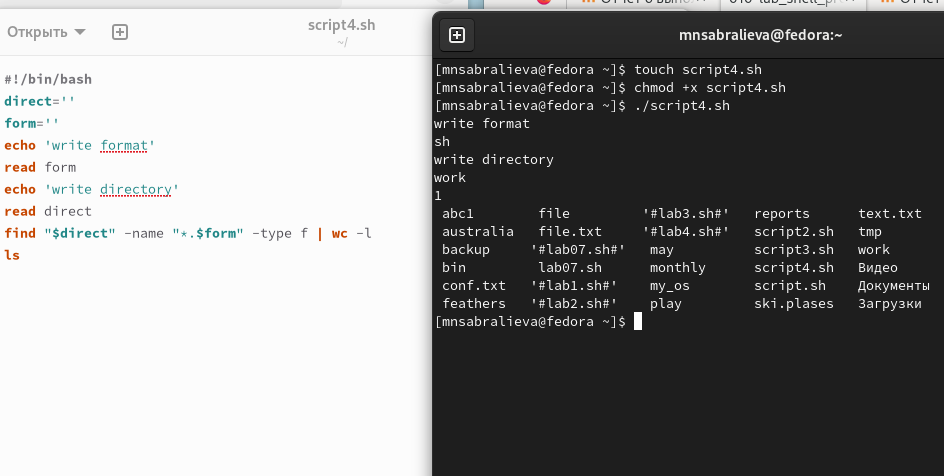 Открыть
script4.sh
~/
#!/bin/bash
direct=''
form=''
echo 'write format'
read form
echo 'write directory'
read direct
find "$direct" -name "*.$form" -type f | wc -l
ls
mnsabralieva@fedora:~
[mnsabralieva@fedora ~]$ touch script4.sh
[mnsabralieva@fedora ~]$ chmod +x script4.sh
[mnsabralieva@fedora ~]$ ./script4.sh
write format
sh
write directory
work
1
abc1 file '#lab3.sh#' reports text.txt
australia file.txt '#lab4.sh#' script2.sh tmp
backup '#lab07.sh#' may script3.sh work
bin lab07.sh monthly script4.sh Видео
conf.txt '#lab1.sh#' my_os script.sh Документы
feathers '#lab2.sh#' play ski.plases Загрузки
[mnsabralieva@fedora ~]$